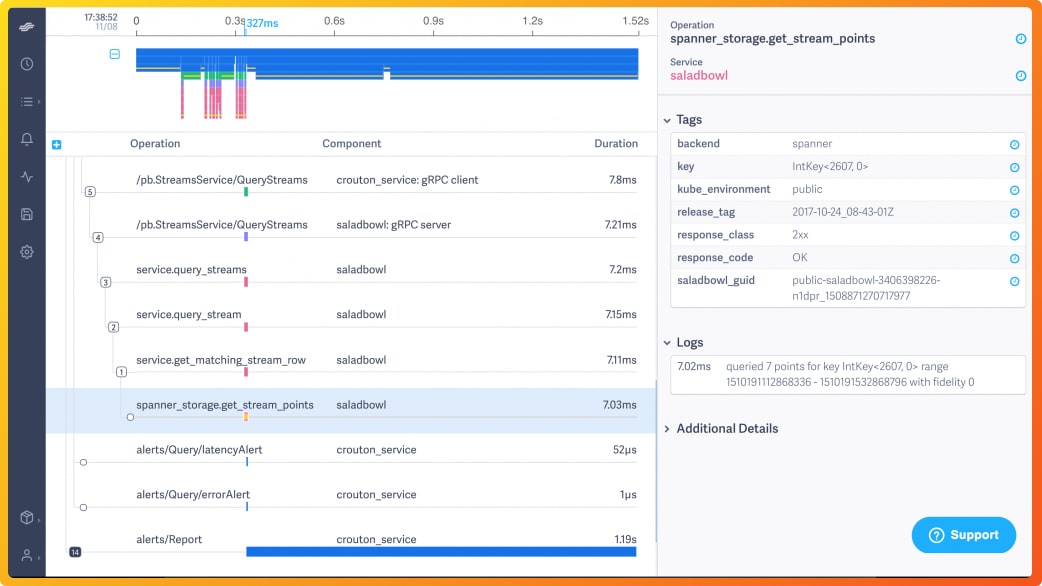 17:38:52
11/08
0 0.3s 327ms 0.6s 0.9s 1.2s 1.52s
Operation Component Duration
5 /pb.StreamsService/QueryStreams crouton_service: gRPC client 7.8ms
4 /pb.StreamsService/QueryStreams saladbowl: gRPC server 7.21ms
3 service.query_streams saladbowl 7.2ms
2 service.query_stream saladbowl 7.15ms
1 service.get_matching_stream_row saladbowl 7.11ms
spanner_storage.get_stream_points saladbowl 7.03ms
alerts/Query/latencyAlert crouton_service 52µs
alerts/Query/errorAlert crouton_service 1µs
14 alerts/Report crouton_service 1.19s
Operation
spanner_storage.get_stream_points
Service
saladbowl
Tags
backend spanner
key IntKey<2607, 0>
kube_environment public
release_tag 2017-10-24_08-43-01Z
response_class 2xx
response_code OK
saladbowl_guid public-saladbowl-3406398226-
n1dpr_1508871270717977
Logs
7.02ms queried 7 points for key IntKey<2607, 0> range
1510191112868336 - 1510191532868796 with fidelity 0
Additional Details
Support